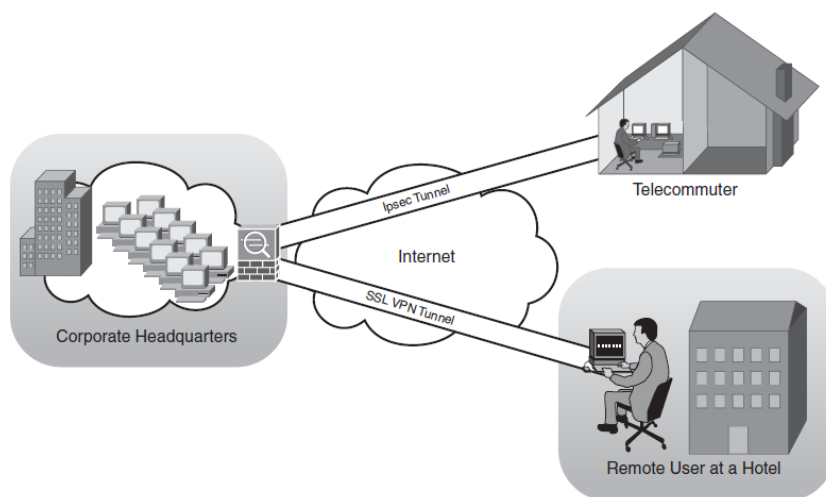 Telecommuter
Ipsec Tunnel
Internet
SSL VPN Tunnel
Corporate Headquarters
Remote User at a Hotel